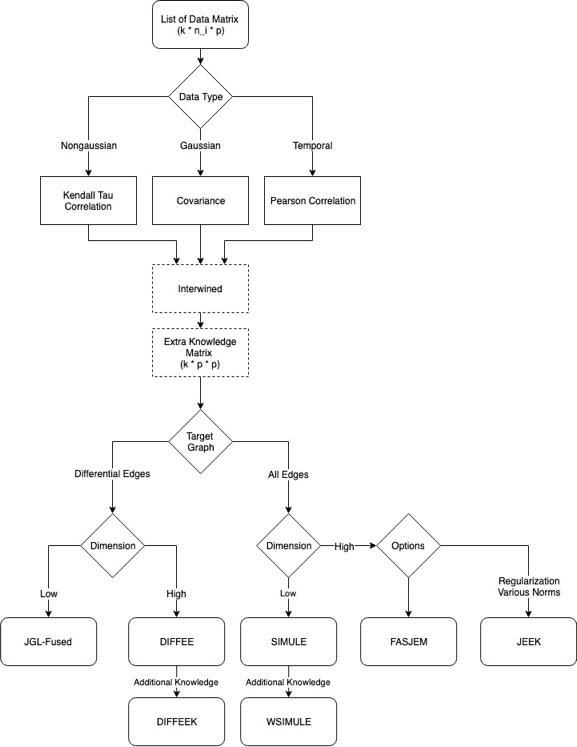 List of Data Matrix
(k * n_i * p)
Data Type
Nongaussian
Gaussian
Temporal
Kendall Tau
Correlation
Covariance
Pearson Correlation
Interwined
Extra Knowledge
Matrix
(k * p * p)
Target
Graph
Differential Edges
All Edges
Dimension
Dimension
High
Options
Low
High
Low
Regularization
Various Norms
JGL-Fused
DIFFEE
SIMULE
FASJEM
JEEK
Additional Knowledge
Additional Knowledge
DIFFEEK
WSIMULE